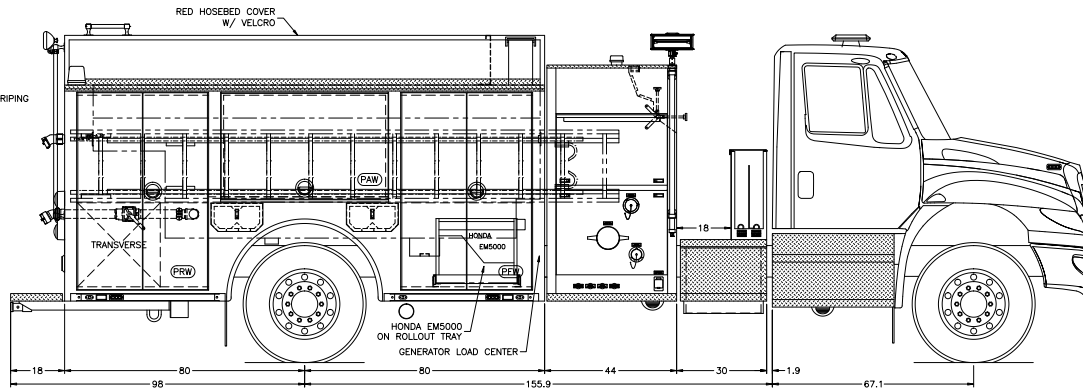 RED HOSEBED COVER
W/ VELCRO
RIPING
PAW
18
TRANSVERSE
HONDA
EM5000
PRW
PFW
HONDA EM5000
ON ROLLOUT TRAY
GENERATOR LOAD CENTER
18 80 80 44 30 1.9
98 155.9 67.1